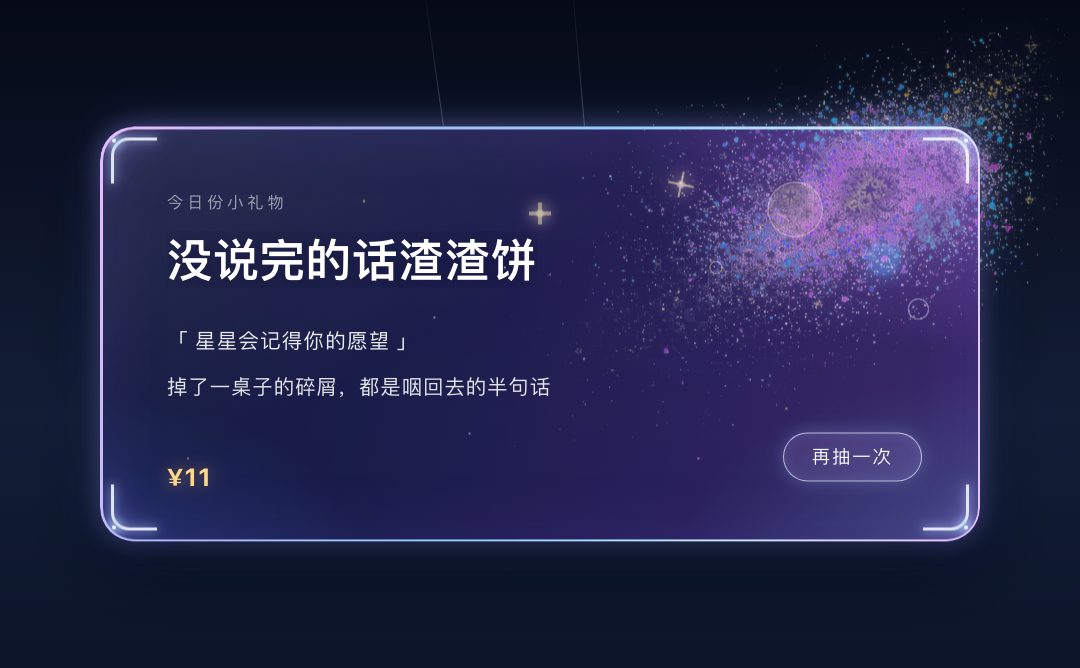 今日份小礼物
没说完的话渣渣饼
「 星星会记得你的愿望 」
掉了一桌子的碎屑，都是咽回去的半句话
¥11
再抽一次